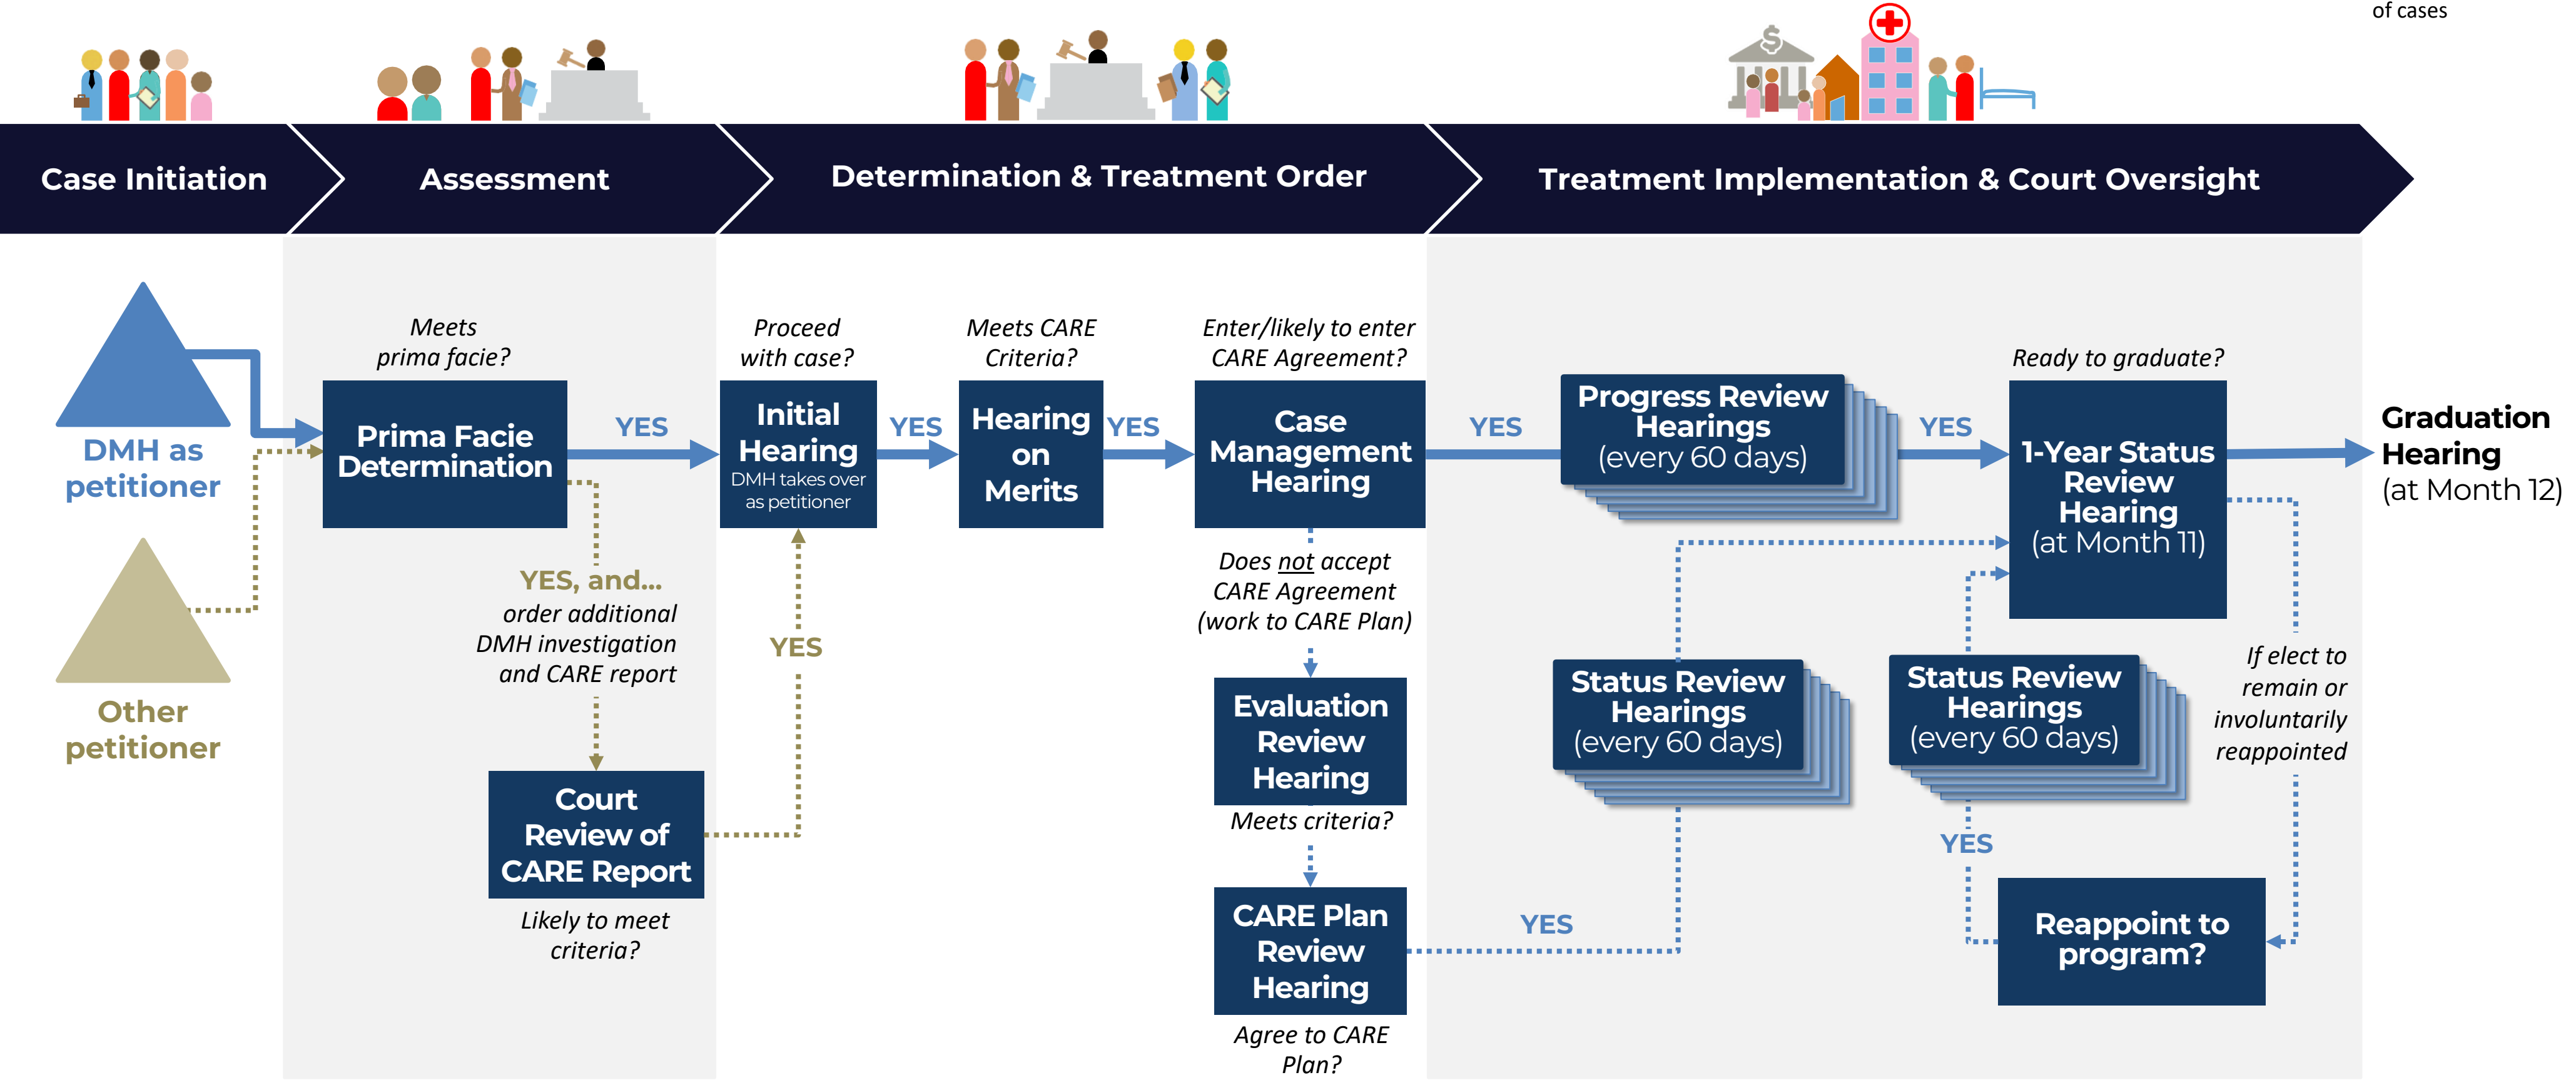 of cases
$
Case Initiation
Assessment
Determination & Treatment Order
Treatment Implementation & Court Oversight
DMH as
petitioner
Other
petitioner
Meets
prima facie?
Prima Facie
Determination
YES
YES, and...
order additional
DMH investigation
and CARE report
Court
Review of
CARE Report
Likely to meet
criteria?
YES
Proceed
with case?
Initial
Hearing
DMH takes over
as petitioner
YES
Meets CARE
Criteria?
Hearing
on
Merits
YES
Enter/likely to enter
CARE Agreement?
Case
Management
Hearing
Does not accept
CARE Agreement
(work to CARE Plan)
Evaluation
Review
Hearing
Meets criteria?
CARE Plan
Review
Hearing
Agree to CARE
Plan?
YES
Progress Review
Hearings
(every 60 days)
YES
YES
Status Review
Hearings
(every 60 days)
Ready to graduate?
1-Year Status
Review
Hearing
(at Month 11)
Status Review
Hearings
(every 60 days)
YES
If elect to
remain or
involuntarily
reappointed
Reappoint to
program?
Graduation
Hearing
(at Month 12)